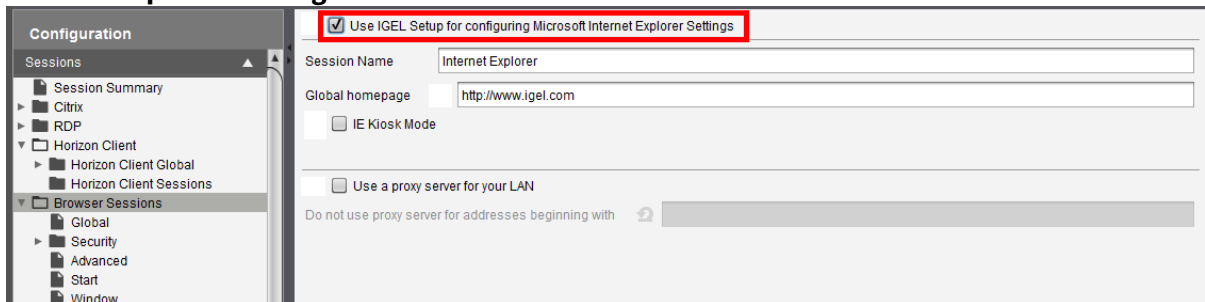 Configuration
Sessions
Session Summary
Citrix
RDP
Horizon Client
Horizon Client Global
Horizon Client Sessions
Browser Sessions
Global
Security
Advanced
Start
Window
Use IGEL Setup for configuring Microsoft Internet Explorer Settings
Session Name Internet Explorer
Global homepage http://www.igel.com
IE Kiosk Mode
Use a proxy server for your LAN
Do not use proxy server for addresses beginning with